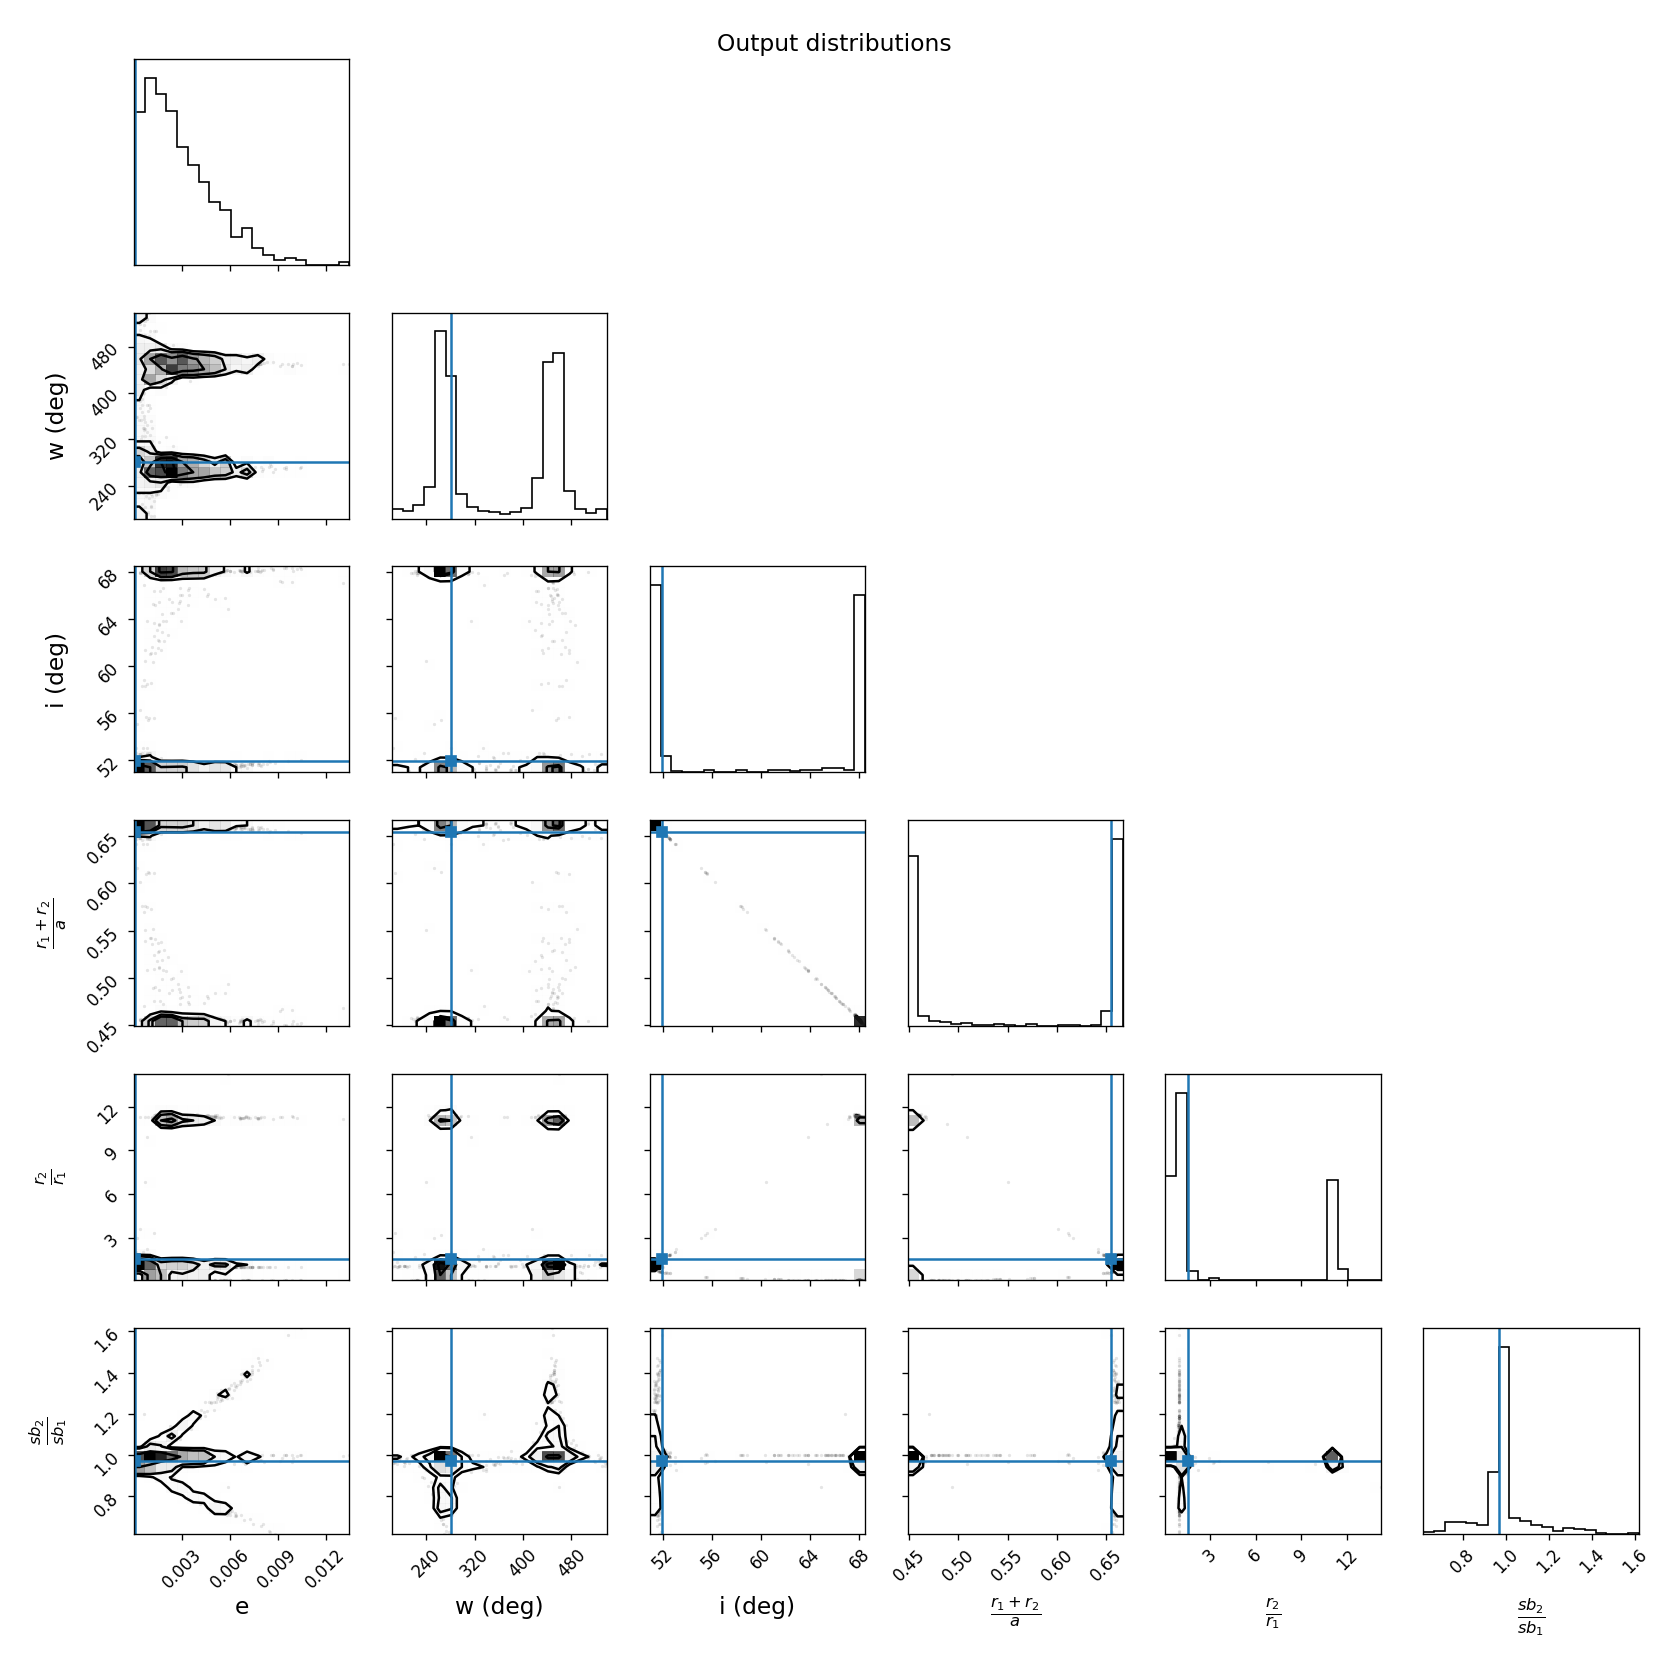 Output distributions
w (deg)
480
400
320
240
i (deg)
68
64
60
56
52
r₁ + r₂
a
0.65
0.60
0.55
0.50
0.45
r₂
r₁
12
9
6
3
sb₂
sb₁
1.6
1.4
1.2
1.0
0.8
0.003 0.006 0.009 0.012 240 320 400 480 52 56 60 64 68 0.45 0.50 0.55 0.60 0.65 3 6 9 12 0.8 1.0 1.2 1.4 1.6
e w (deg) i (deg) r₁ + r₂ r₂ sb₂
a r₁ sb₁